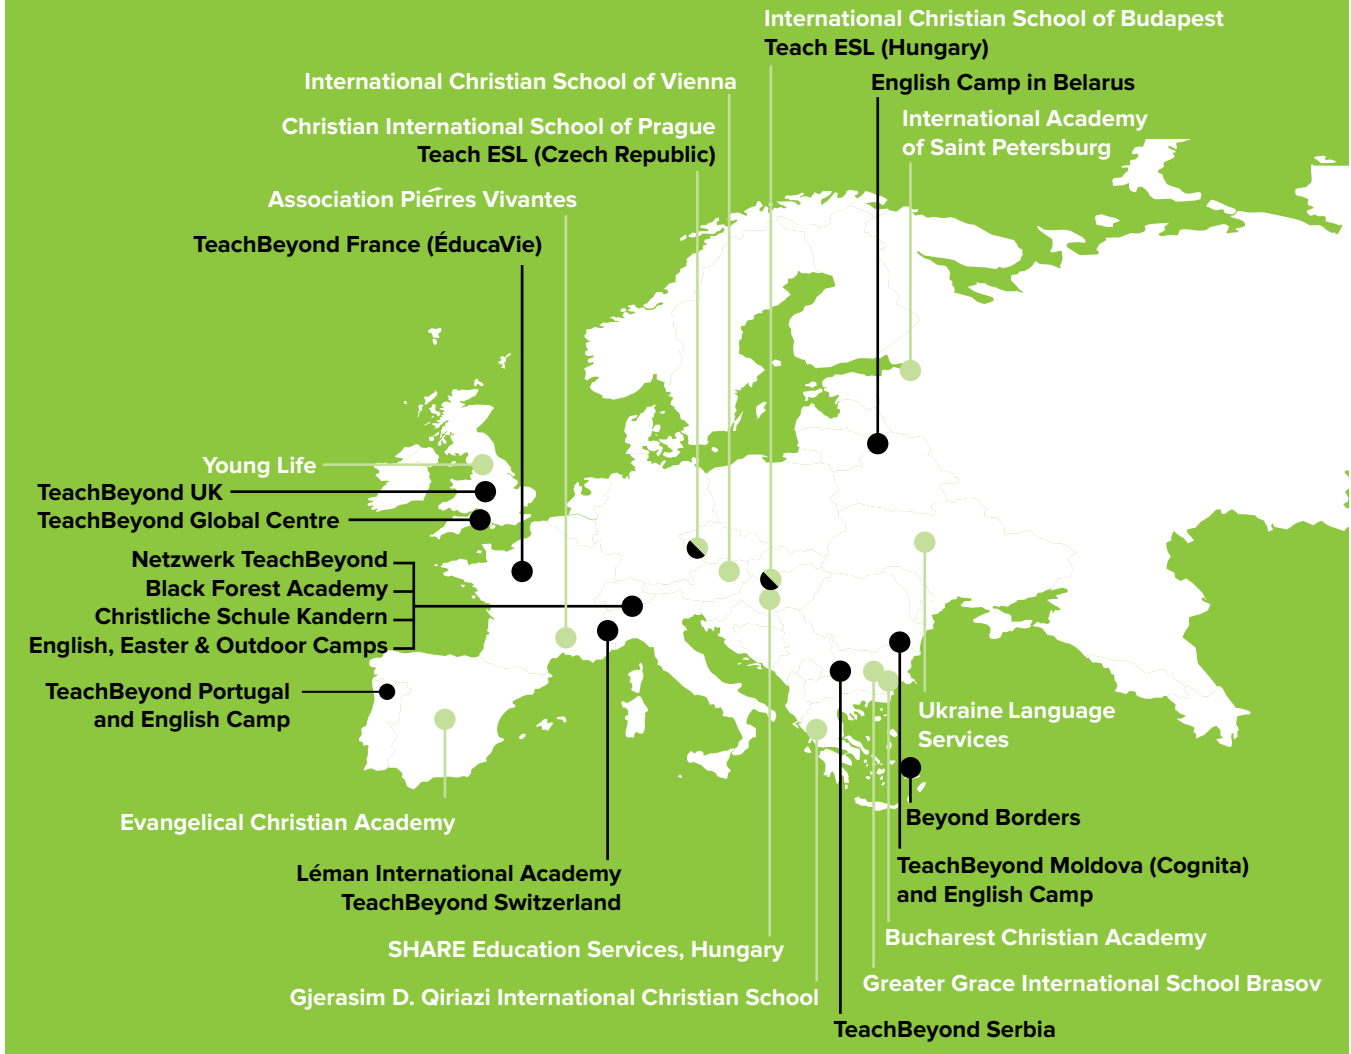 International Christian School of Budapest
Teach ESL (Hungary)
International Christian School of Vienna
English Camp in Belarus
Christian International School of Prague
Teach ESL (Czech Republic)
International Academy
of Saint Petersburg
Association Piérres Vivantes
TeachBeyond France (ÉducaVie)
Young Life
TeachBeyond UK
TeachBeyond Global Centre
Netzwerk TeachBeyond
Black Forest Academy
Christliche Schule Kandern
English, Easter & Outdoor Camps
TeachBeyond Portugal
and English Camp
Ukraine Language
Services
Evangelical Christian Academy
Beyond Borders
Léman International Academy
TeachBeyond Switzerland
TeachBeyond Moldova (Cognita)
and English Camp
SHARE Education Services, Hungary
Bucharest Christian Academy
Gjerasim D. Qiriazi International Christian School
Greater Grace International School Brasov
TeachBeyond Serbia